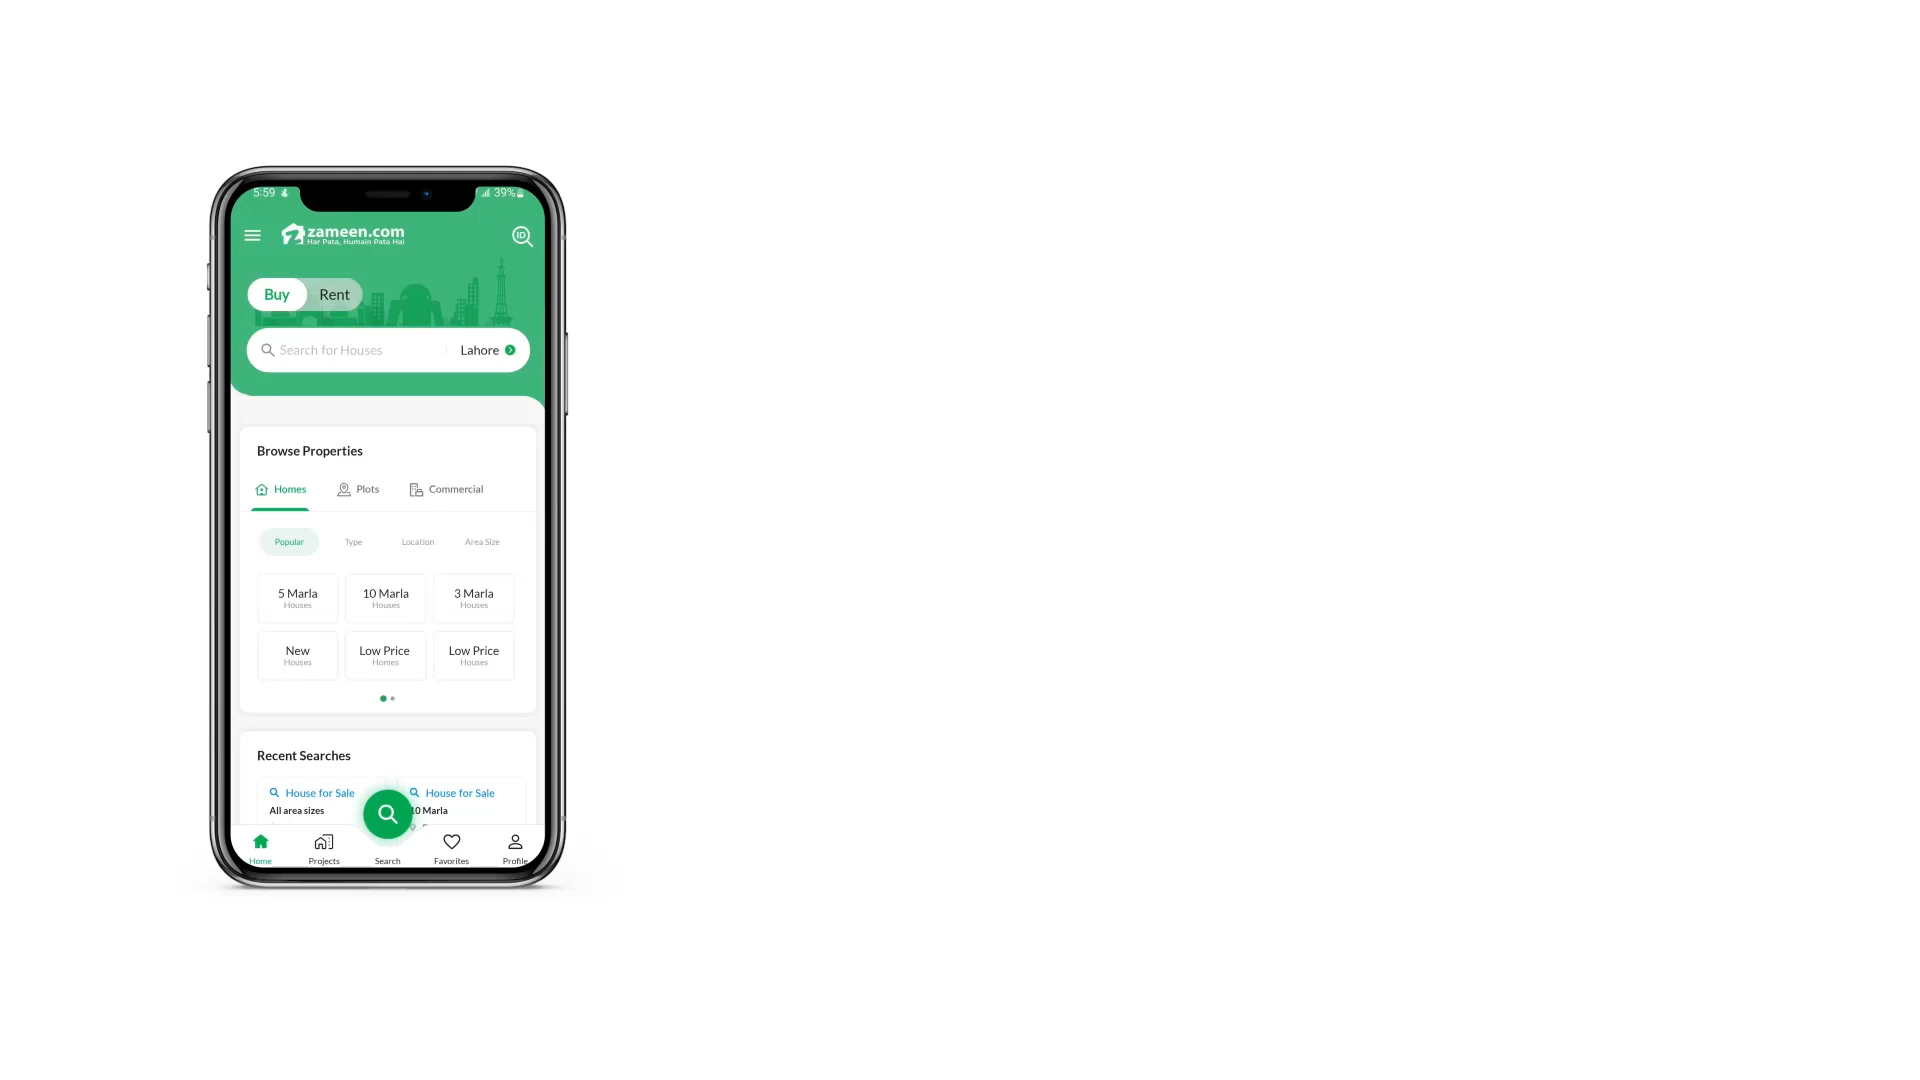 5:59
39%
zameen.com
Har Pata, Humain Pata Hai
ID
Buy
Rent
Search for Houses
Lahore
Browse Properties
Homes
Plots
Commercial
Popular
Type
Location
Area Size
5 Marla
Houses
10 Marla
Houses
3 Marla
Houses
New
Houses
Low Price
Homes
Low Price
Houses
Recent Searches
House for Sale
All area sizes
House for Sale
10 Marla
Home
Projects
Search
Favorites
Profile